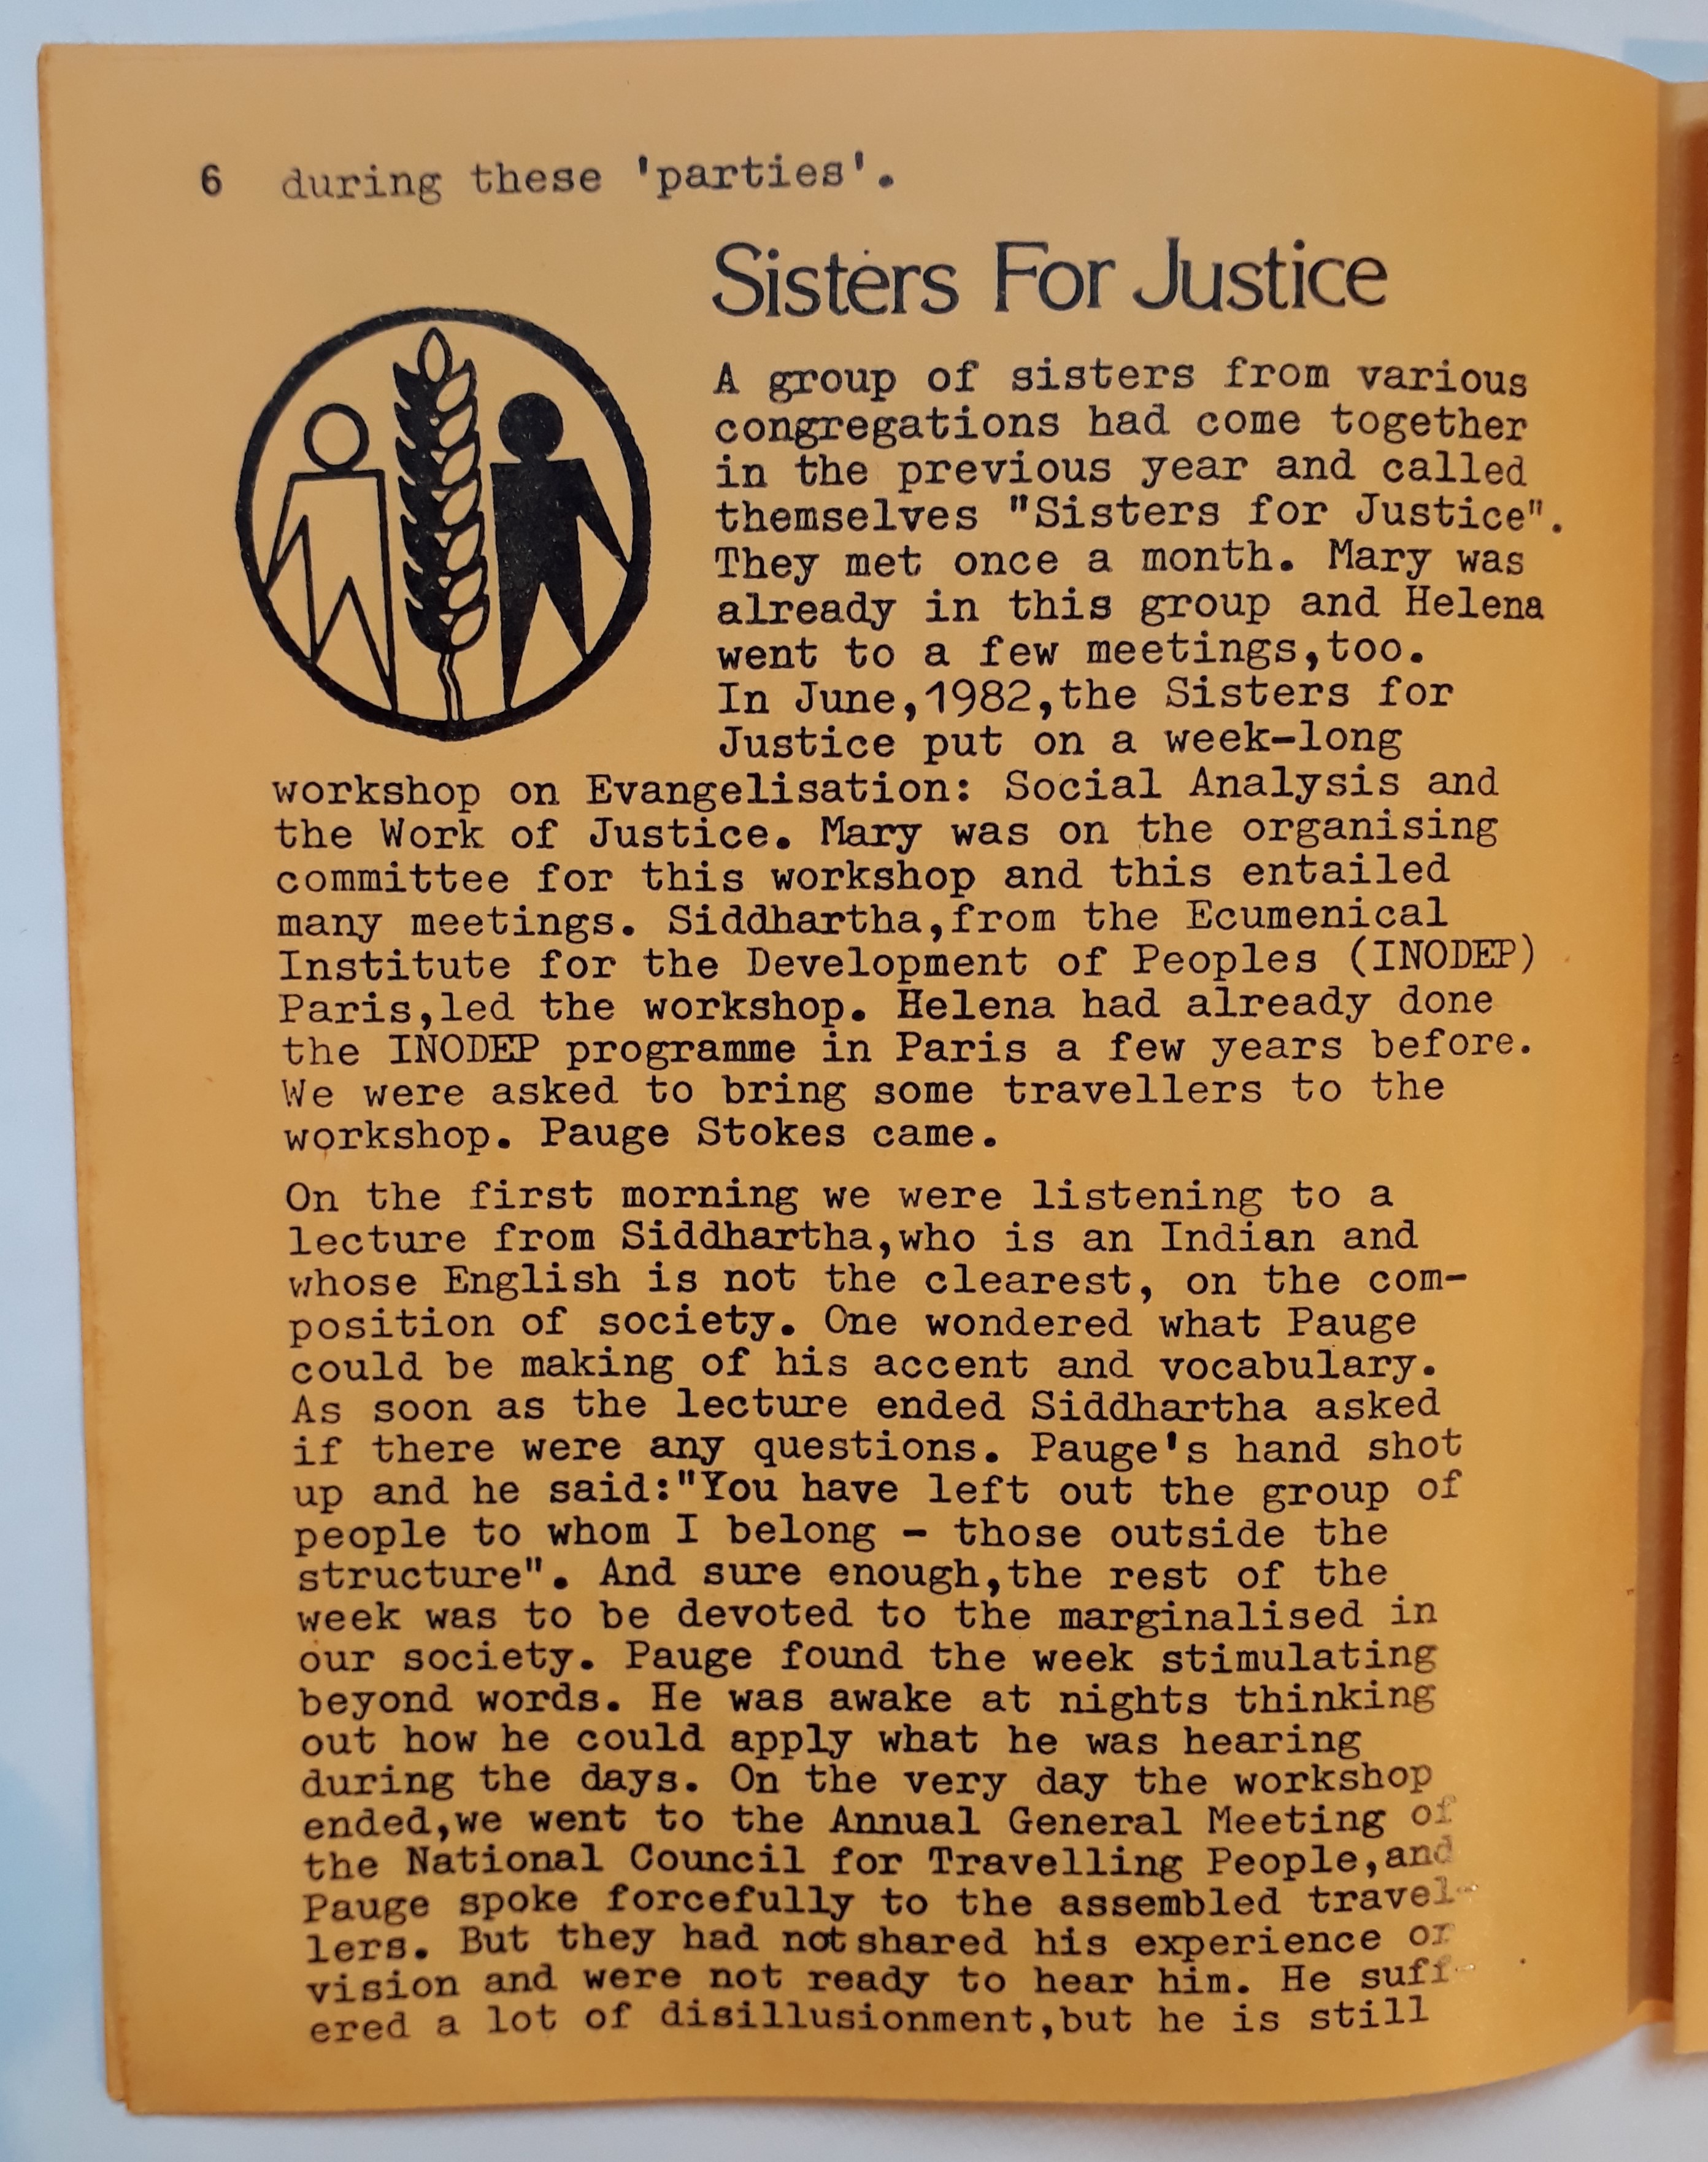 6 during these 'parties'.
Sisters For Justice
A group of sisters from various
congregations had come together
in the previous year and called
themselves "Sisters for Justice".
They met once a month. Mary was
already in this group and Helena
went to a few meetings,too.
In June,1982,the Sisters for
Justice put on a week-long
workshop on Evangelisation: Social Analysis and
the Work of Justice. Mary was on the organising
committee for this workshop and this entailed
many meetings. Siddhartha,from the Ecumenical
Institute for the Development of Peoples (INODEP)
Paris,led the workshop. Helena had already done
the INODEP programme in Paris a few years before.
We were asked to bring some travellers to the
workshop. Pauge Stokes came.
On the first morning we were listening to a
lecture from Siddhartha,who is an Indian and
whose English is not the clearest, on the com-
position of society. One wondered what Pauge
could be making of his accent and vocabulary.
As soon as the lecture ended Siddhartha asked
if there were any questions. Pauge's hand shot
up and he said:"You have left out the group of
people to whom I belong - those outside the
structure". And sure enough,the rest of the
week was to be devoted to the marginalised in
our society. Pauge found the week stimulating
beyond words. He was awake at nights thinking
out how he could apply what he was hearing
during the days. On the very day the workshop
ended,we went to the Annual General Meeting of
the National Council for Travelling People,and
Pauge spoke forcefully to the assembled travel-
lers. But they had not shared his experience or
vision and were not ready to hear him. He suff-
ered a lot of disillusionment,but he is still